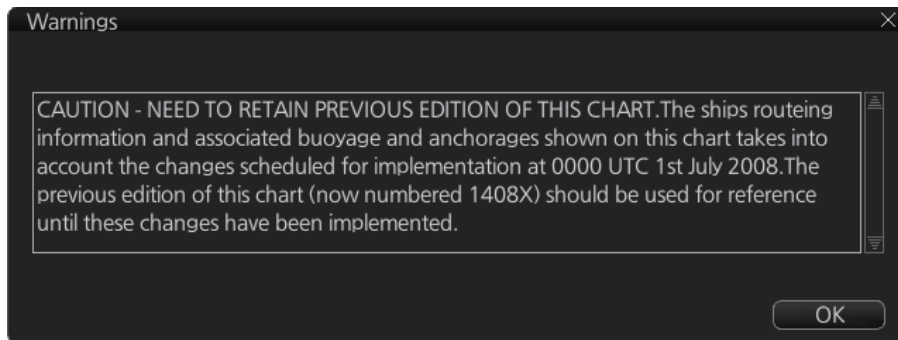 Warnings
CAUTION - NEED TO RETAIN PREVIOUS EDITION OF THIS CHART.The ships routeing
information and associated buoyage and anchorages shown on this chart takes into
account the changes scheduled for implementation at 0000 UTC 1st July 2008.The
previous edition of this chart (now numbered 1408X) should be used for reference
until these changes have been implemented.
OK